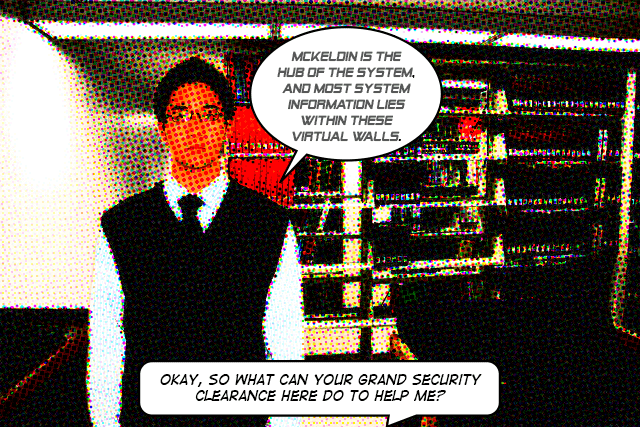 MCKELDIN IS THE
HUB OF THE SYSTEM,
AND MOST SYSTEM
INFORMATION LIES
WITHIN THESE
VIRTUAL WALLS.
OKAY, SO WHAT CAN YOUR GRAND SECURITY
CLEARANCE HERE DO TO HELP ME?